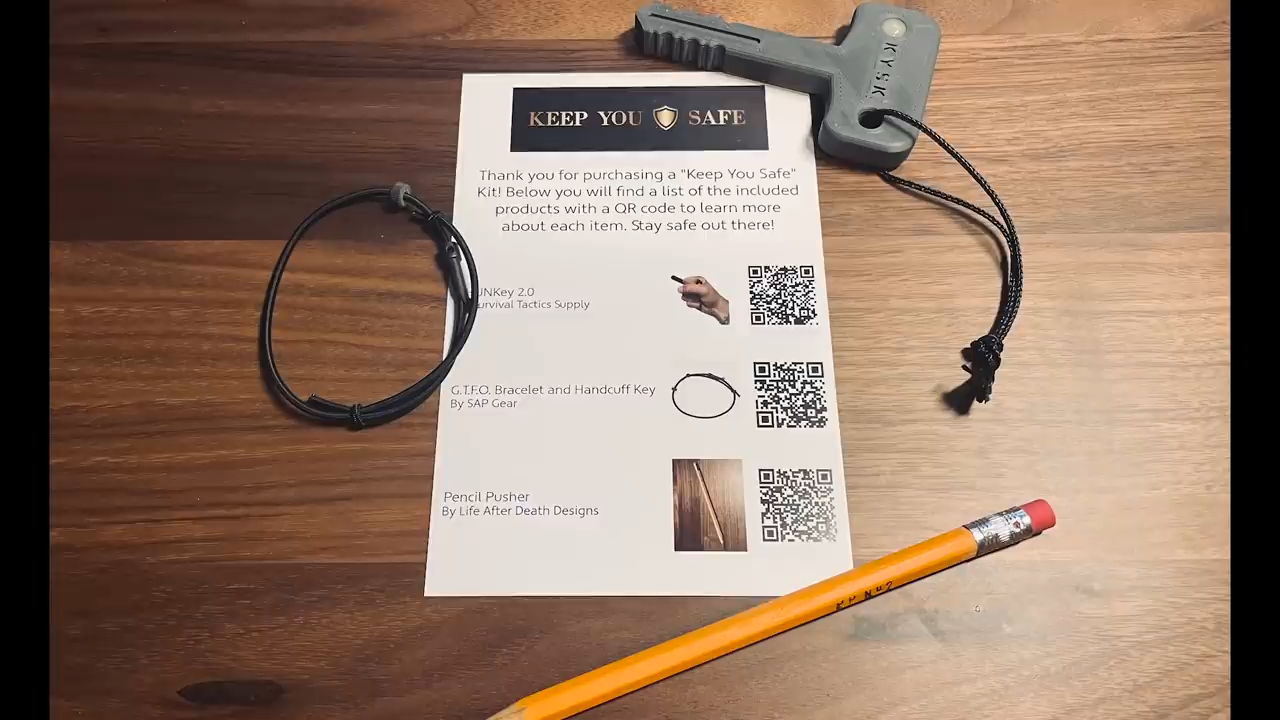 KYSK
KEEP YOU SAFE
Thank you for purchasing a "Keep You Safe"
Kit! Below you will find a list of the included
products with a QR code to learn more
about each item. Stay safe out there!
UNKey 2.0
urvival Tactics Supply
G.T.F.O. Bracelet and Handcuff Key
By SAP Gear
Pencil Pusher
By Life After Death Designs
Nº2